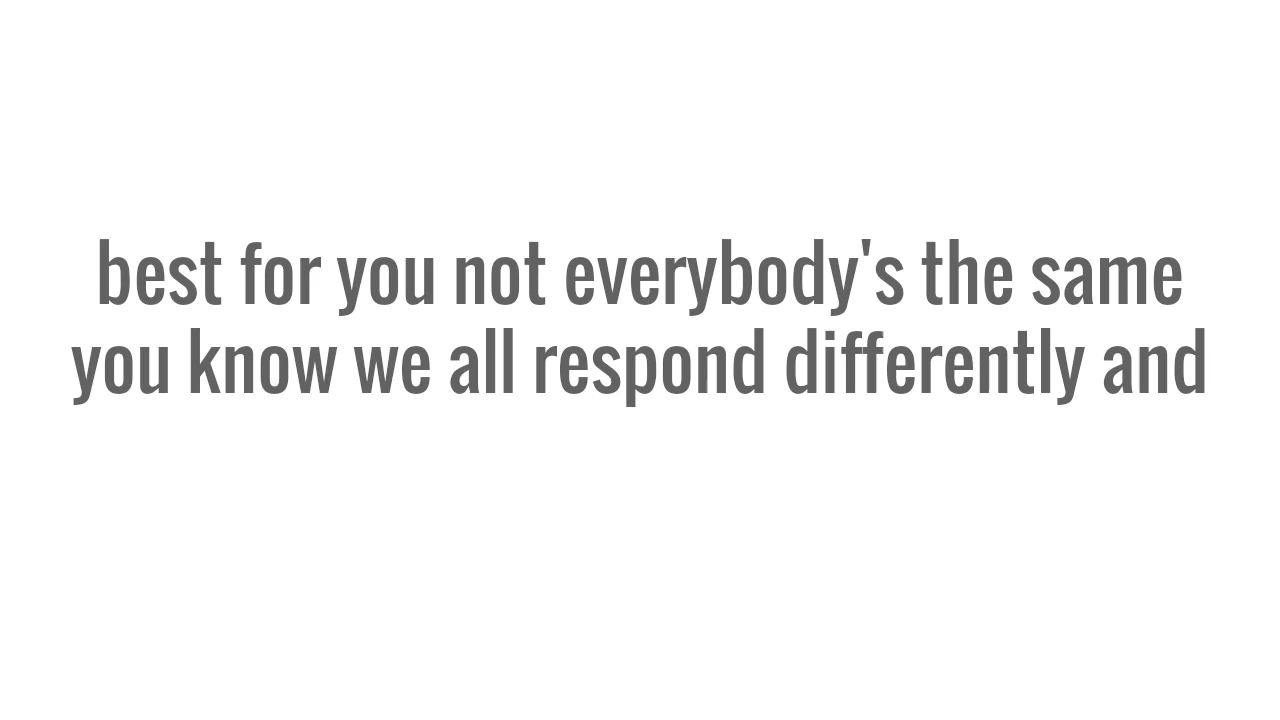 best for you not everybody's the same
you know we all respond differently and